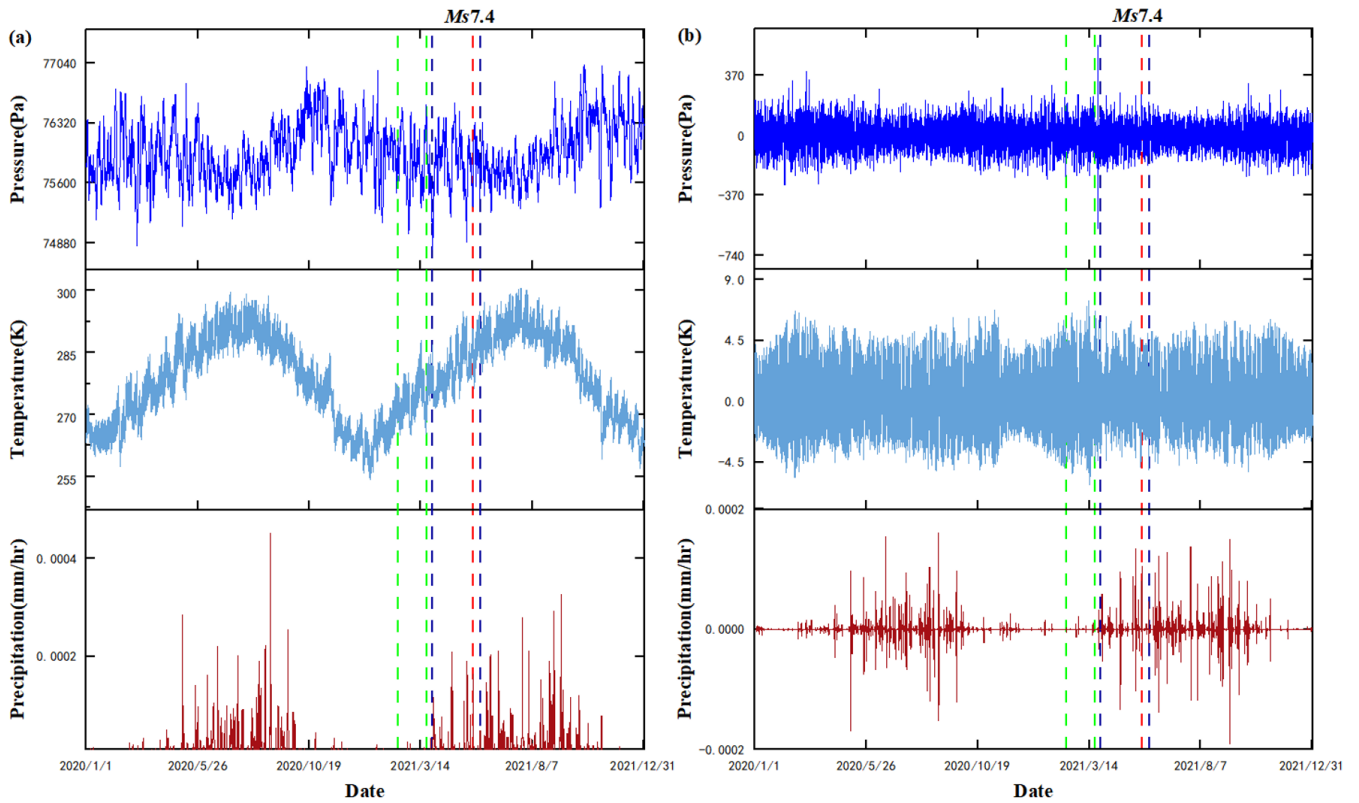 Ms7.4
(a)
77040
76320
75600
74880
Pressure(Pa)
300
285
270
255
Temperature(K)
0.0004
0.0002
Precipitation(mm/hr)
2020/1/1 2020/5/26 2020/10/19 2021/3/14 2021/8/7 2021/12/31
Date
Ms7.4
(b)
370
0
−370
−740
Pressure(Pa)
9.0
4.5
0.0
−4.5
Temperature(K)
0.0002
0.0000
−0.0002
Precipitation(mm/hr)
2020/1/1 2020/5/26 2020/10/19 2021/3/14 2021/8/7 2021/12/31
Date